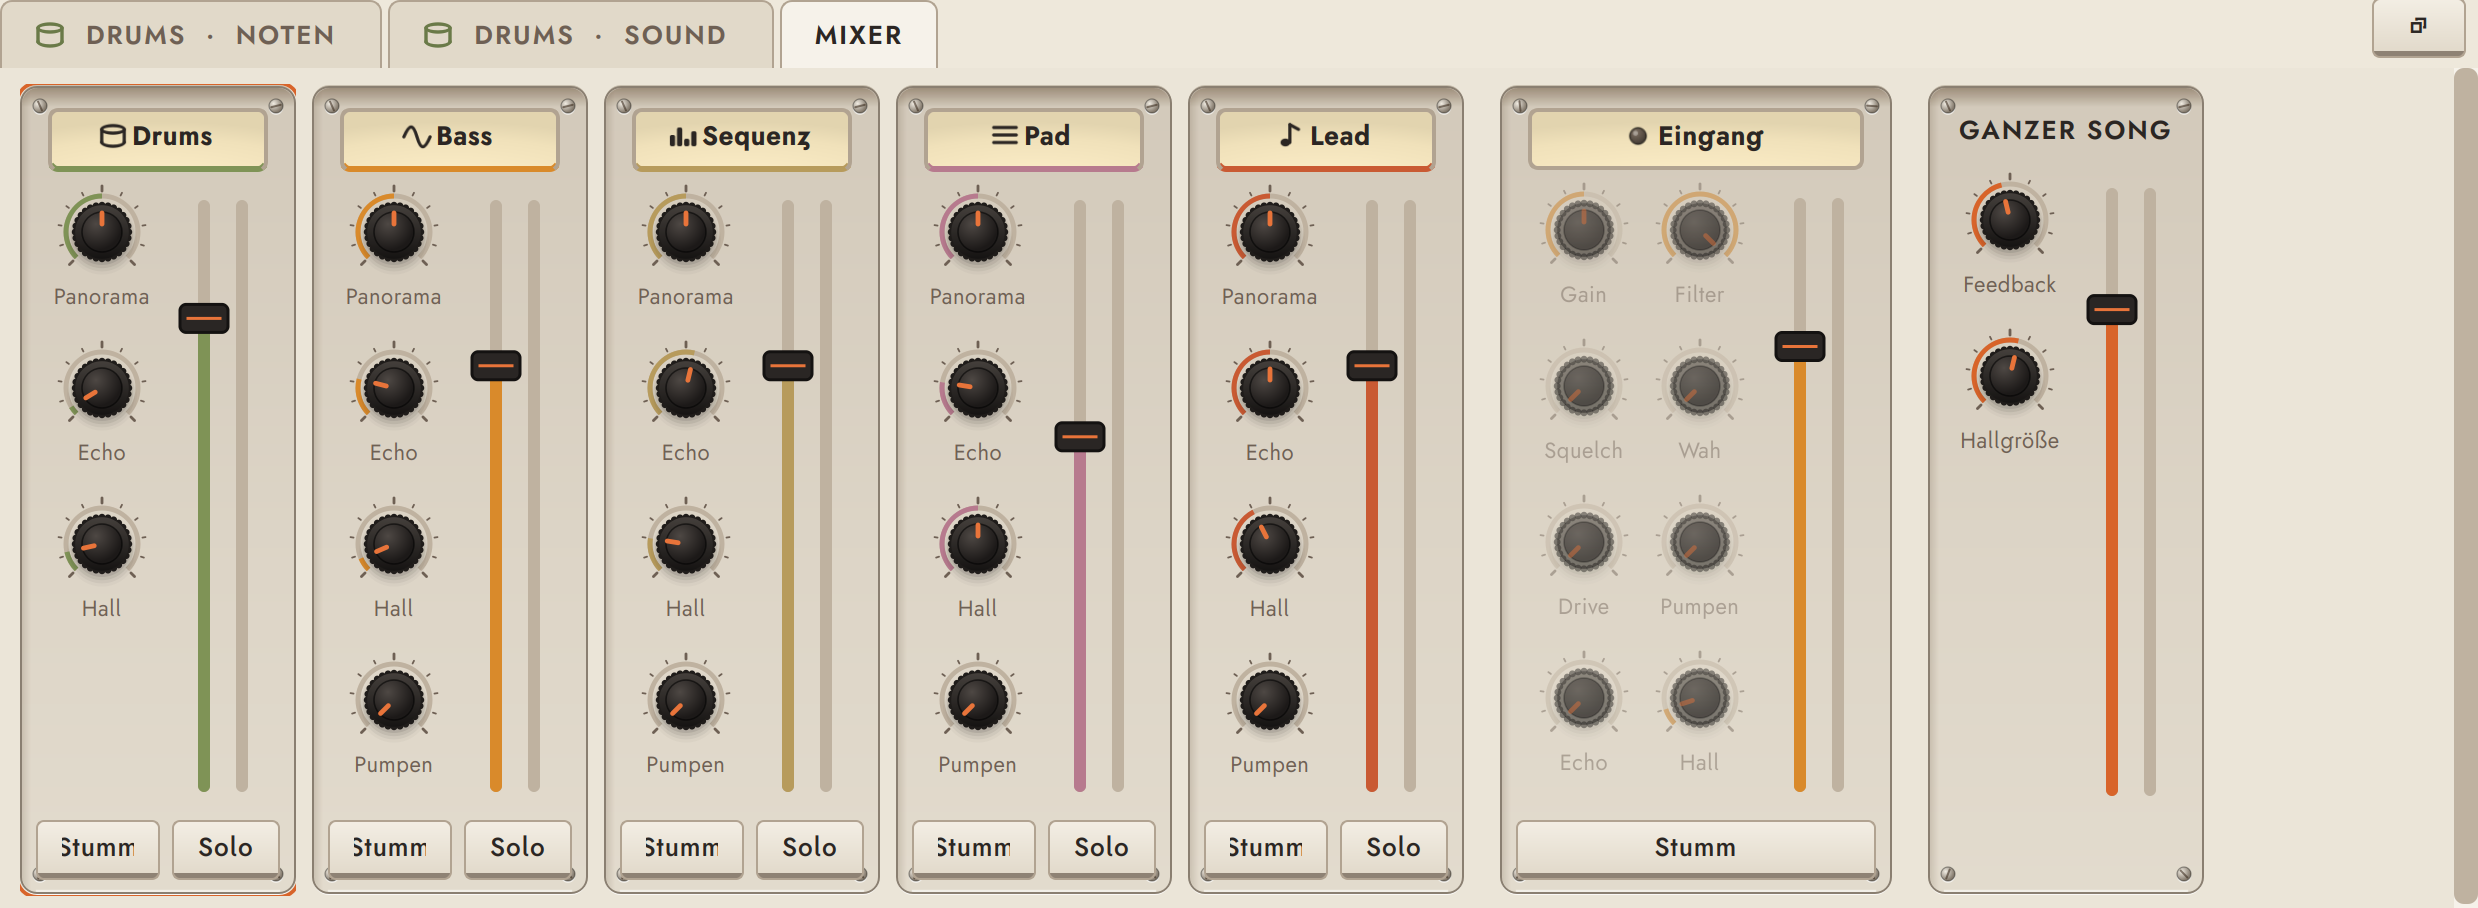 DRUMS · NOTEN
DRUMS · SOUND
MIXER
Drums
Panorama
Echo
Hall
Stumm
Solo
Bass
Panorama
Echo
Hall
Pumpen
Stumm
Solo
Sequenz
Panorama
Echo
Hall
Pumpen
Stumm
Solo
Pad
Panorama
Echo
Hall
Pumpen
Stumm
Solo
Lead
Panorama
Echo
Hall
Pumpen
Stumm
Solo
Eingang
Gain Filter
Squelch Wah
Drive Pumpen
Echo Hall
Stumm
GANZER SONG
Feedback
Hallgröße